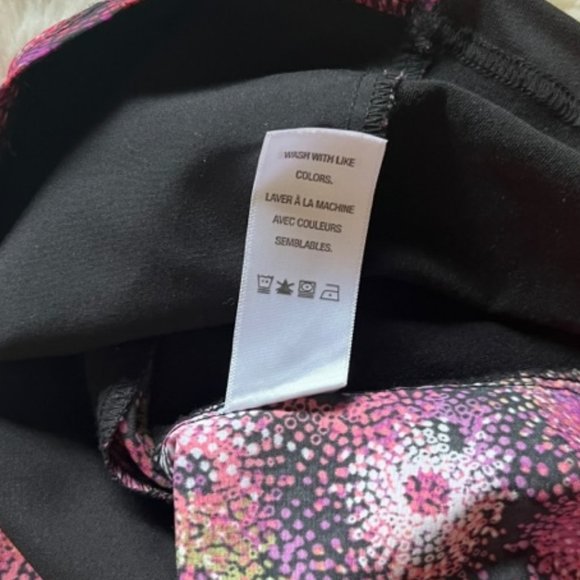 WASH WITH LIKE
COLORS.
LAVER À LA MACHINE
AVEC COULEURS
SEMBLABLES.